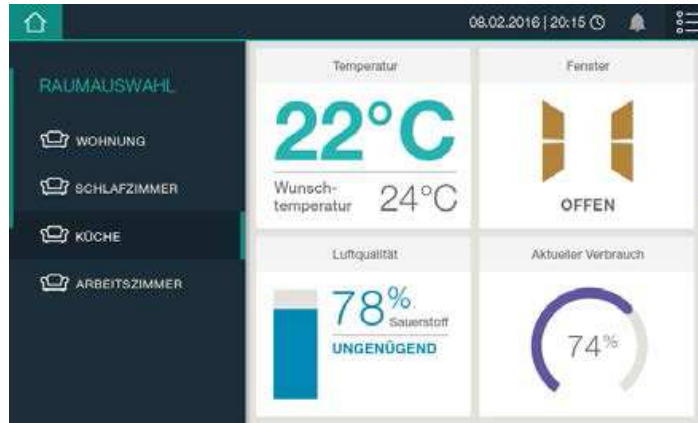 08.02.2016 | 20:15
RAUMAUSWAHL
WOHNUNG
SCHLAFZIMMER
KÜCHE
ARBEITSZIMMER
Temperatur
22°C
Wunsch-
temperatur 24°C
Fenster
OFFEN
Luftqualität
78%
Sauerstoff
UNGENÜGEND
Aktueller Verbrauch
74%